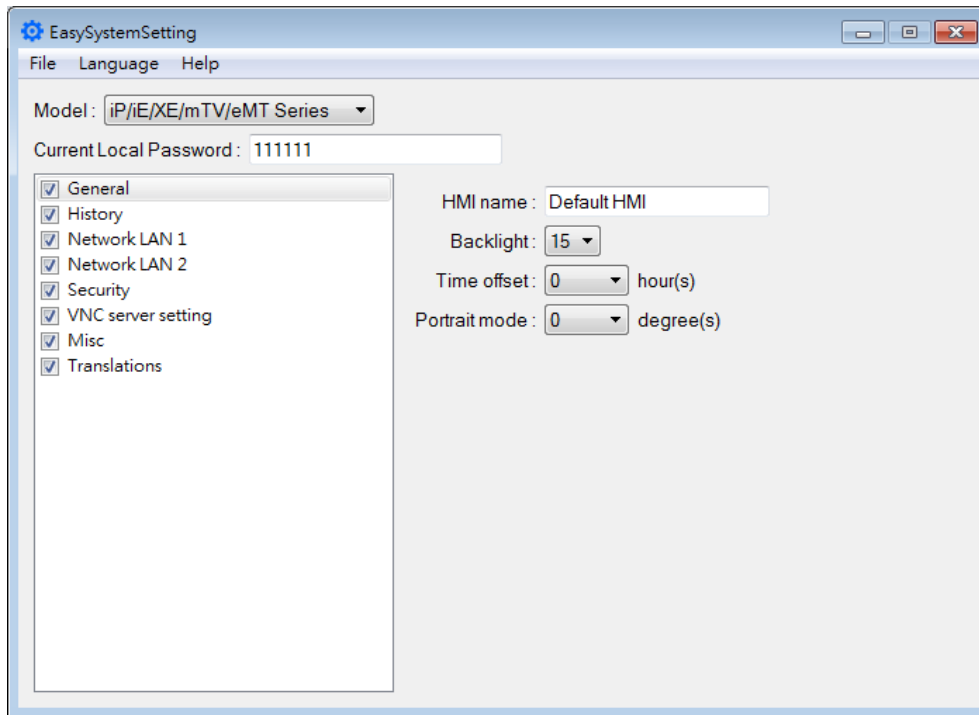 EasySystemSetting
File Language Help
Model : iP/iE/XE/mTV/eMT Series
Current Local Password : 111111
General
History
Network LAN 1
Network LAN 2
Security
VNC server setting
Misc
Translations
HMI name : Default HMI
Backlight : 15
Time offset : 0 hour(s)
Portrait mode : 0 degree(s)